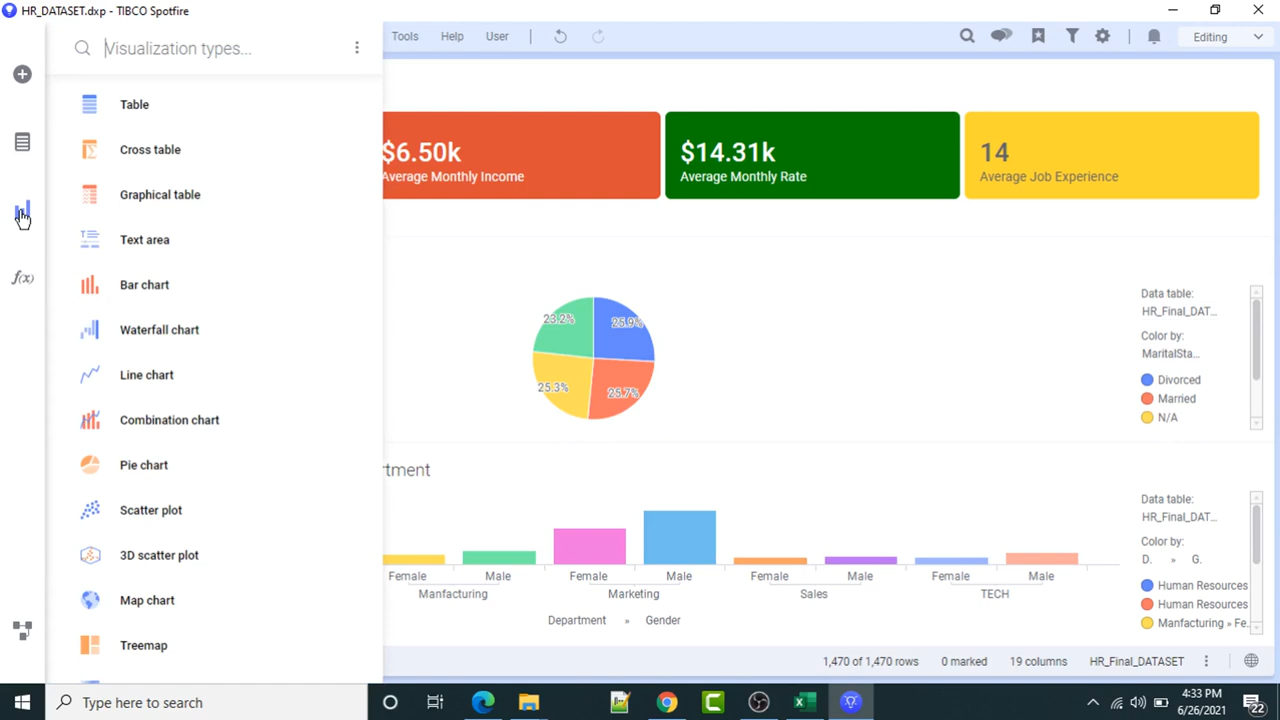 HR_DATASET.dxp - TIBCO Spotfire
Visualization types...
Tools Help User
Editing
Table
Cross table
Graphical table
Text area
Bar chart
Waterfall chart
Line chart
Combination chart
Pie chart
Scatter plot
3D scatter plot
Map chart
Treemap
f(x)
$6.50k
Average Monthly Income
$14.31k
Average Monthly Rate
14
Average Job Experience
23.2%
25.9%
25.3%
25.7%
Data table:
HR_Final_DAT...
Color by:
MaritalSta...
Divorced
Married
N/A
rtment
Female Male Female Male Female Male Female Male
Manfacturing Marketing Sales TECH
Department » Gender
Data table:
HR_Final_DAT...
Color by:
D. » G.
Human Resources
Human Resources
Manfacturing » Fe...
1,470 of 1,470 rows 0 marked 19 columns HR_Final_DATASET
Type here to search
4:33 PM
6/26/2021
22